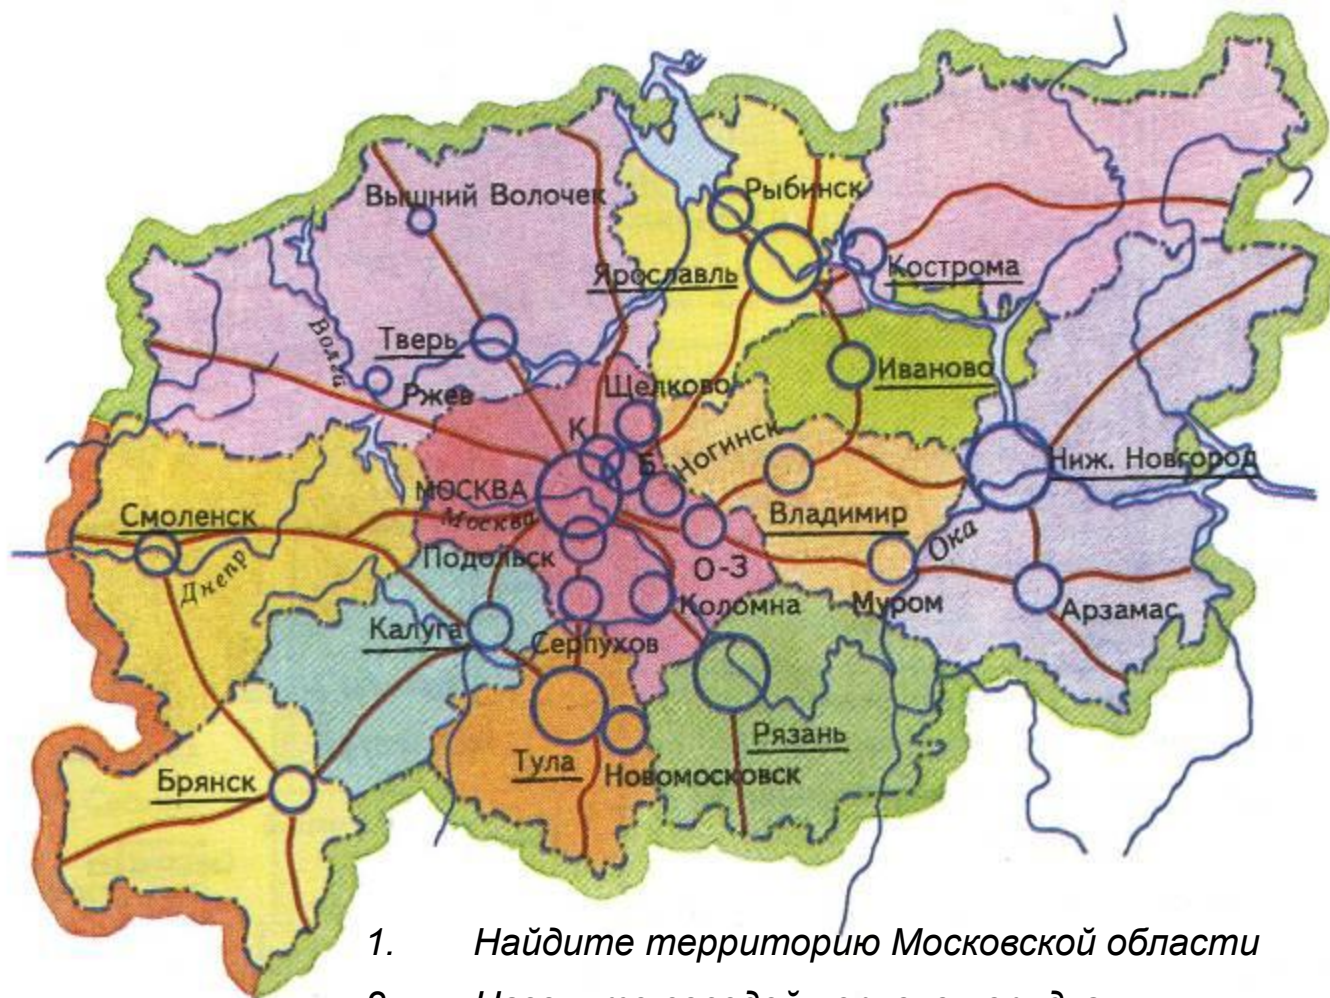 Вышний Волочек
Рыбинск
Ярославль
Кострома
Тверь
Волга
Ржев
Щелково
Иваново
К
Б
Ногинск
Ниж. Новгород
МОСКВА
Москва
Смоленск
Владимир
Ока
Днепр
Подольск
О-З
Коломна
Муром
Арзамас
Калуга
Серпухов
Рязань
Тула
Новомосковск
Брянск
1. Найдите территорию Московской области